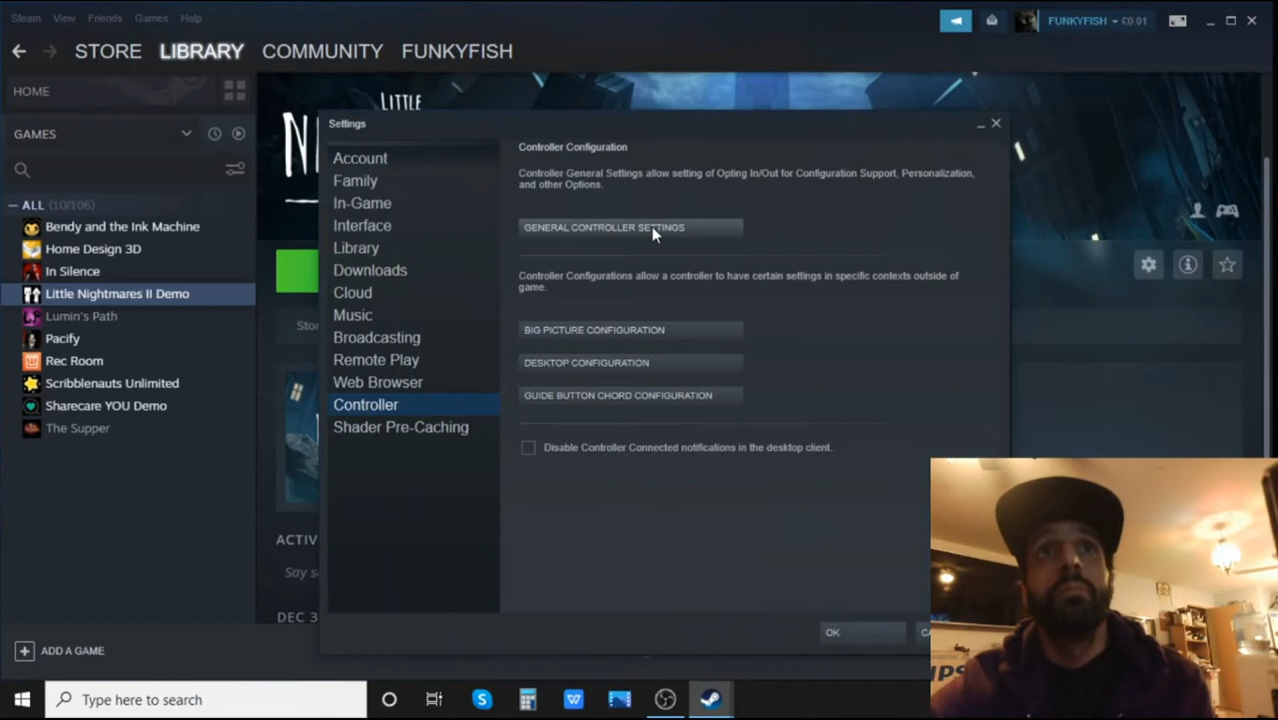 Steam View Friends Games Help
FUNKYFISH €0.01
STORE LIBRARY COMMUNITY FUNKYFISH
HOME
GAMES
ALL (10/106)
Bendy and the Ink Machine
Home Design 3D
In Silence
Little Nightmares II Demo
Lumin's Path
Pacify
Rec Room
Scribblenauts Unlimited
Sharecare YOU Demo
The Supper
ADD A GAME
LITTLE
N
Settings
Account
Family
In-Game
Interface
Library
Downloads
Cloud
Music
Broadcasting
Remote Play
Web Browser
Controller
Shader Pre-Caching
Controller Configuration
Controller General Settings allow setting of Opting In/Out for Configuration Support, Personalization,
and other Options.
GENERAL CONTROLLER SETTINGS
Controller Configurations allow a controller to have certain settings in specific contexts outside of
game.
BIG PICTURE CONFIGURATION
DESKTOP CONFIGURATION
GUIDE BUTTON CHORD CONFIGURATION
Disable Controller Connected notifications in the desktop client.
OK CA
Stor
ACTIV
Say s
DEC 3
Type here to search
W